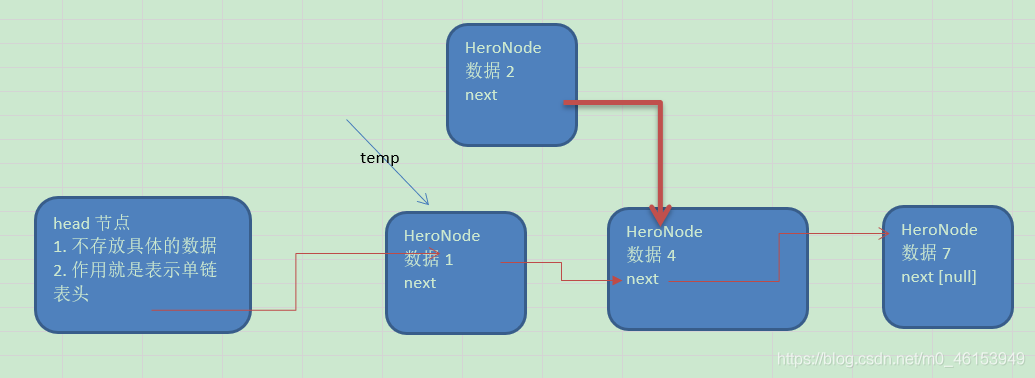 HeroNode
数据 2
next
temp
head 节点
1. 不存放具体的数据
2. 作用就是表示单链
表头
HeroNode
数据 1
next
HeroNode
数据 4
next
HeroNode
数据 7
next [null]
https://blog.csdn.net/m0_46153949